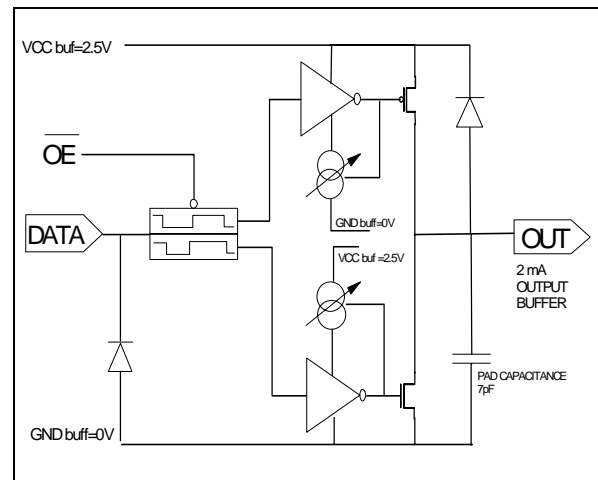 VCC buf=2.5V
OE
DATA
GND buff=0V
VCC buf =2.5V
OUT
2 mA
OUTPUT
BUFFER
PAD CAPACITANCE
7pF
GND buff=0V